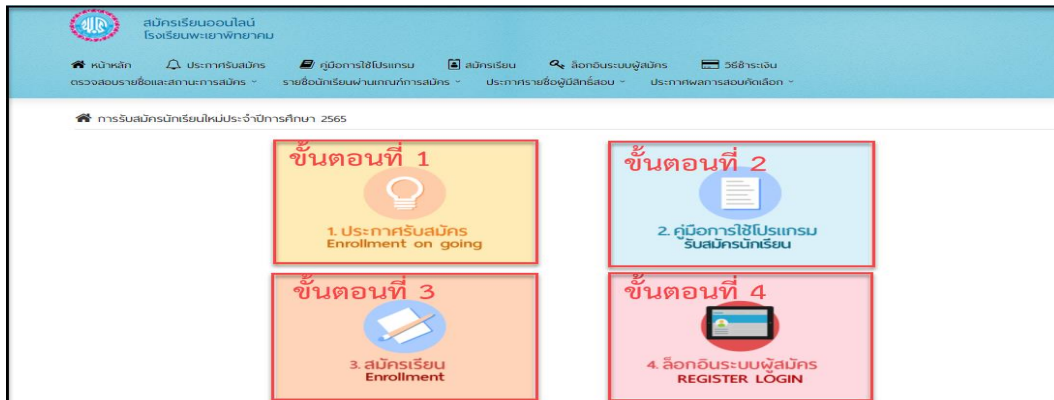 สมัครเรียนออนไลน์
โรงเรียนพะเยาพิทยาคม
หน้าหลัก ประกาศรับสมัคร คู่มือการใช้โปรแกรม สมัครเรียน ล็อกอินระบบผู้สมัคร วิธีชำระเงิน
ตรวจสอบรายชื่อและสถานะการสมัคร รายชื่อนักเรียนผ่านเกณฑ์การสมัคร ประกาศรายชื่อผู้มีสิทธิ์สอบ ประกาศผลการสอบคัดเลือก
การรับสมัครนักเรียนใหม่ประจำปีการศึกษา 2565
ขั้นตอนที่ 1
1. ประกาศรับสมัคร
Enrollment on going
ขั้นตอนที่ 2
2. คู่มือการใช้โปรแกรม
รับสมัครนักเรียน
ขั้นตอนที่ 3
3. สมัครเรียน
Enrollment
ขั้นตอนที่ 4
4. ล็อกอินระบบผู้สมัคร
REGISTER LOGIN